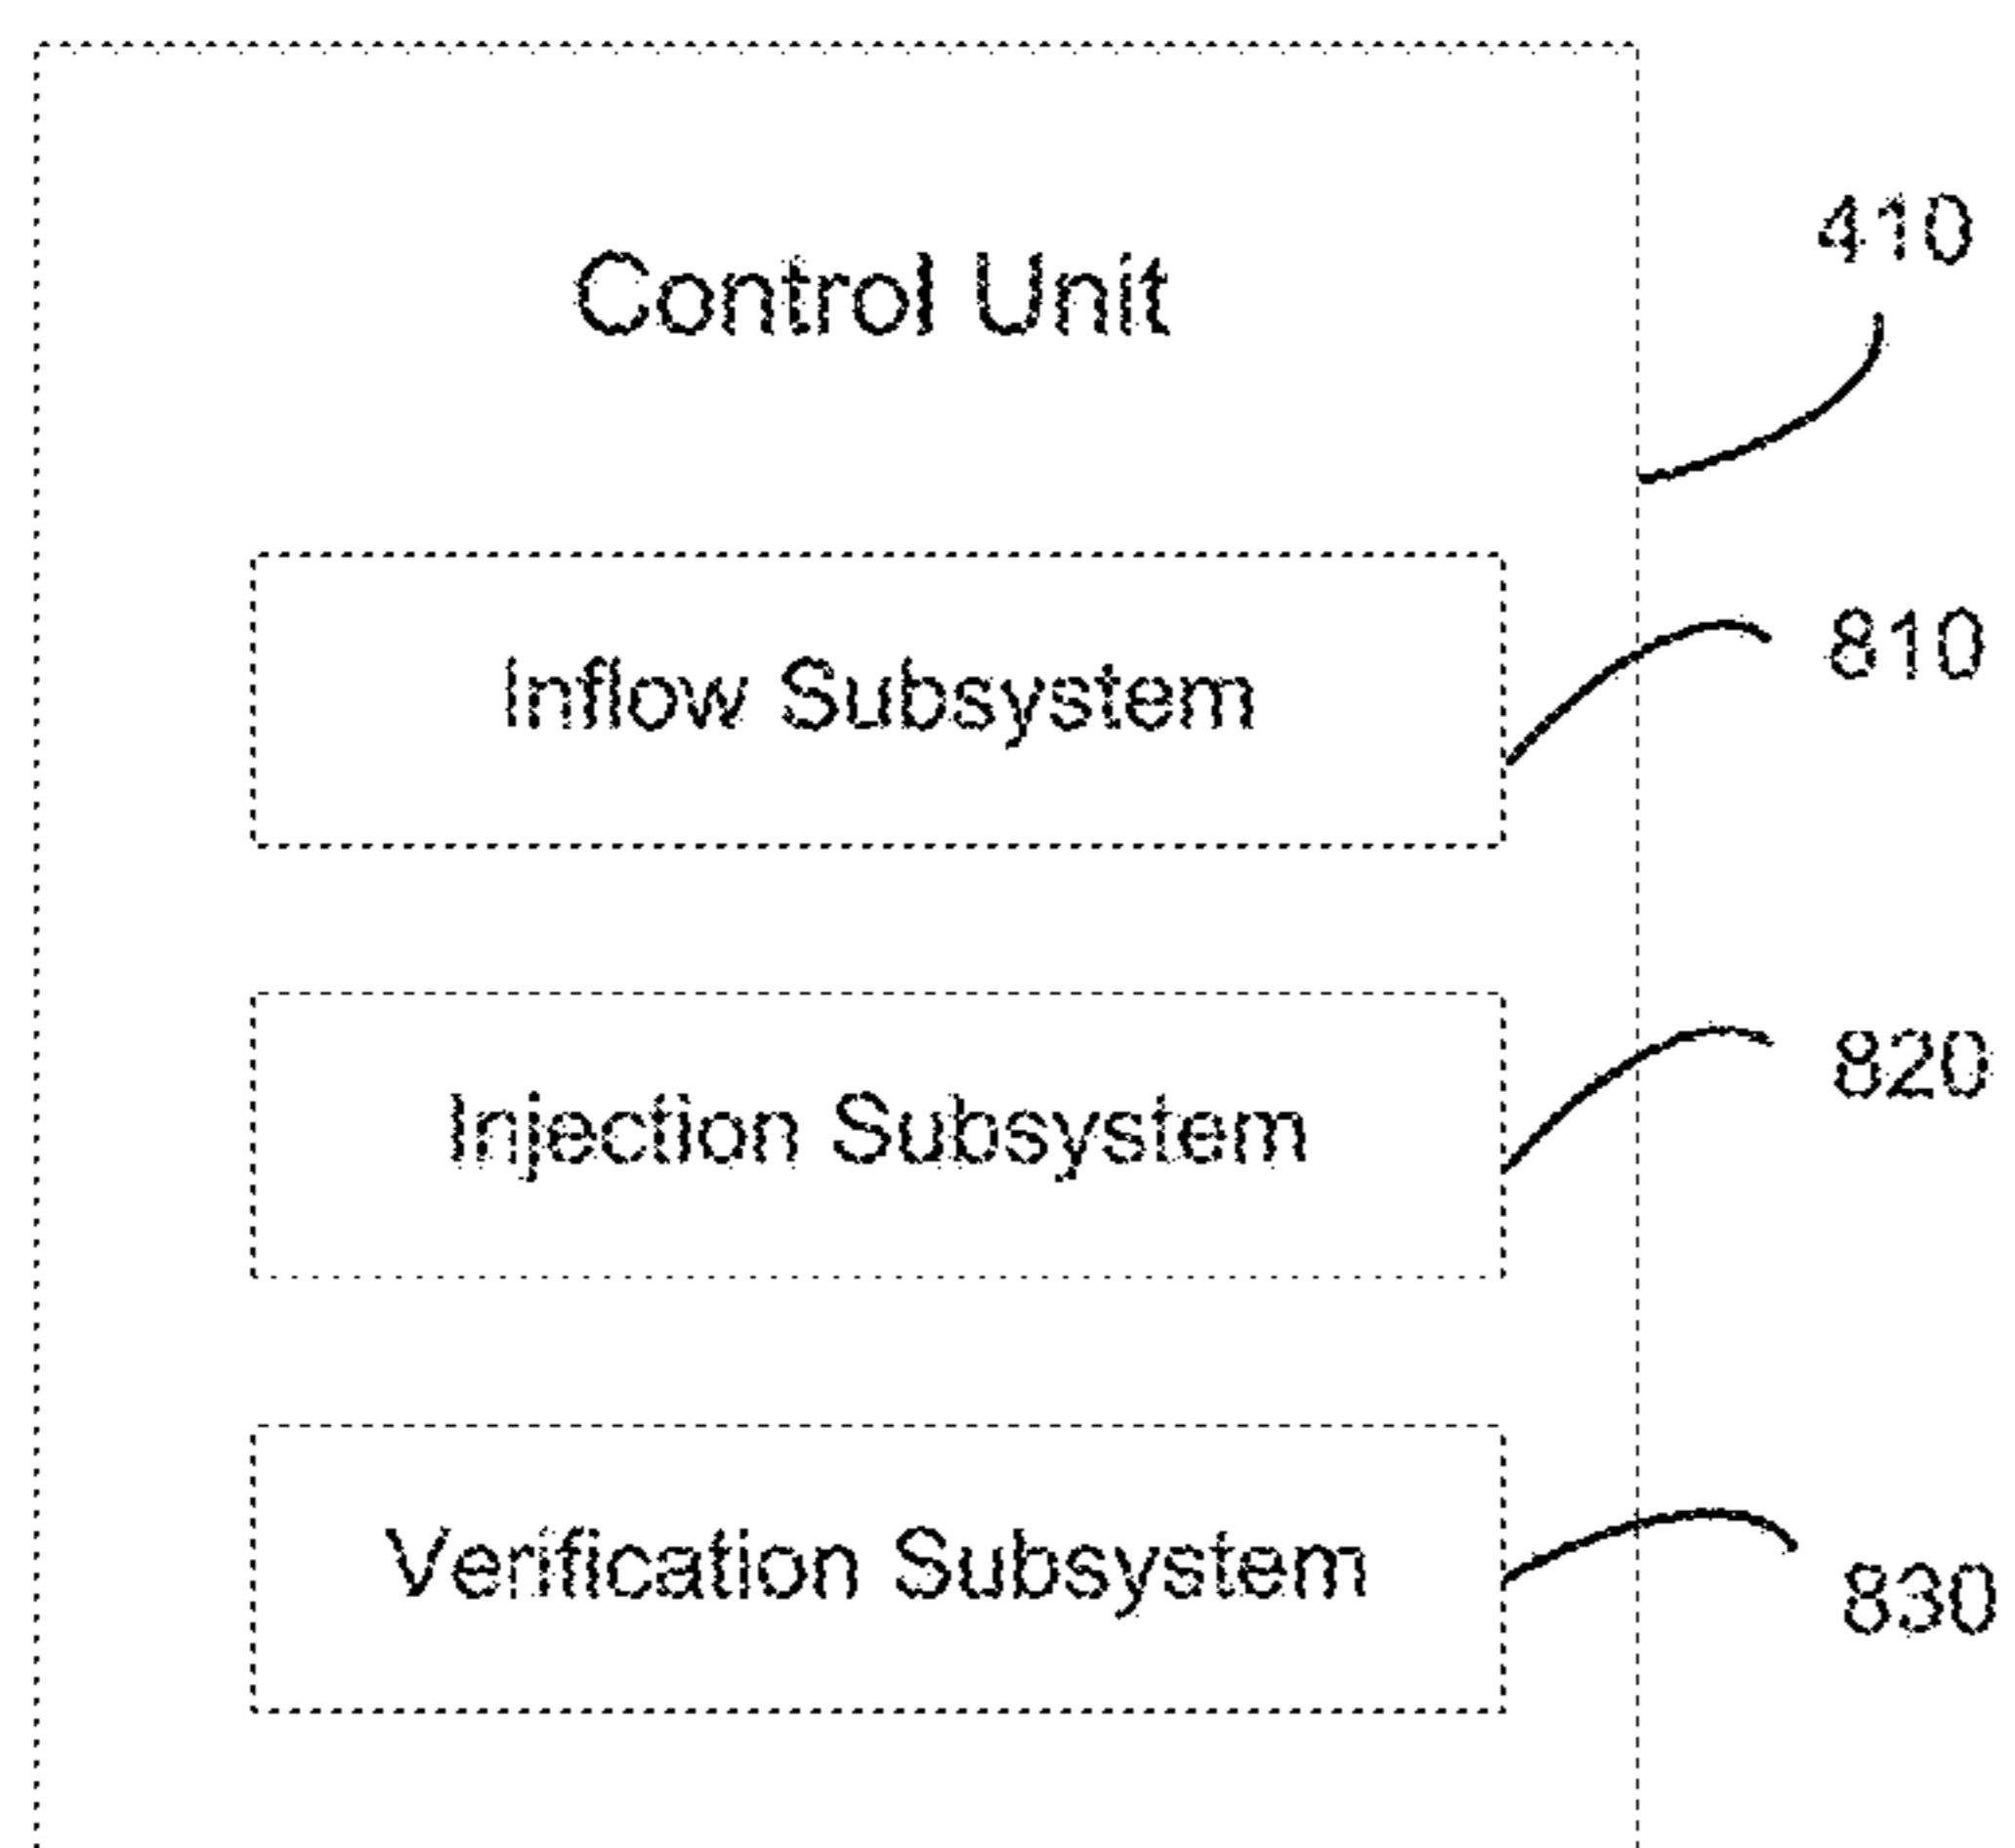 Control Unit
410
Inflow Subsystem
810
Injection Subsystem
820
Verification Subsystem
830